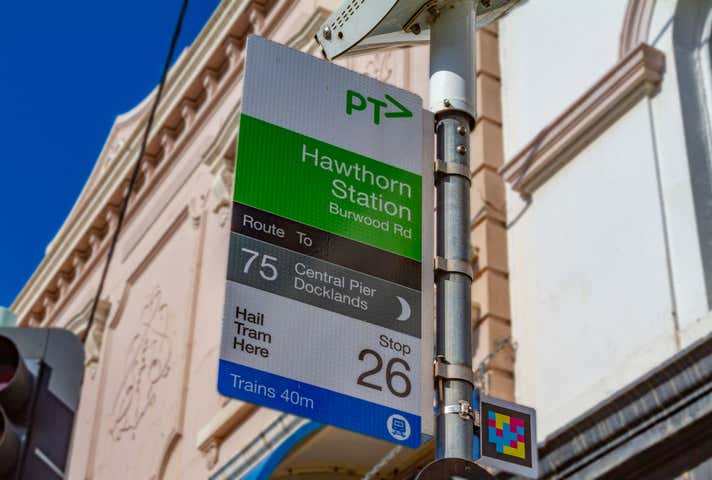 PT>
Hawthorn
Station
Burwood Rd
Route To
75 Central Pier
Docklands
Hail
Tram
Here
Stop
26
Trains 40m